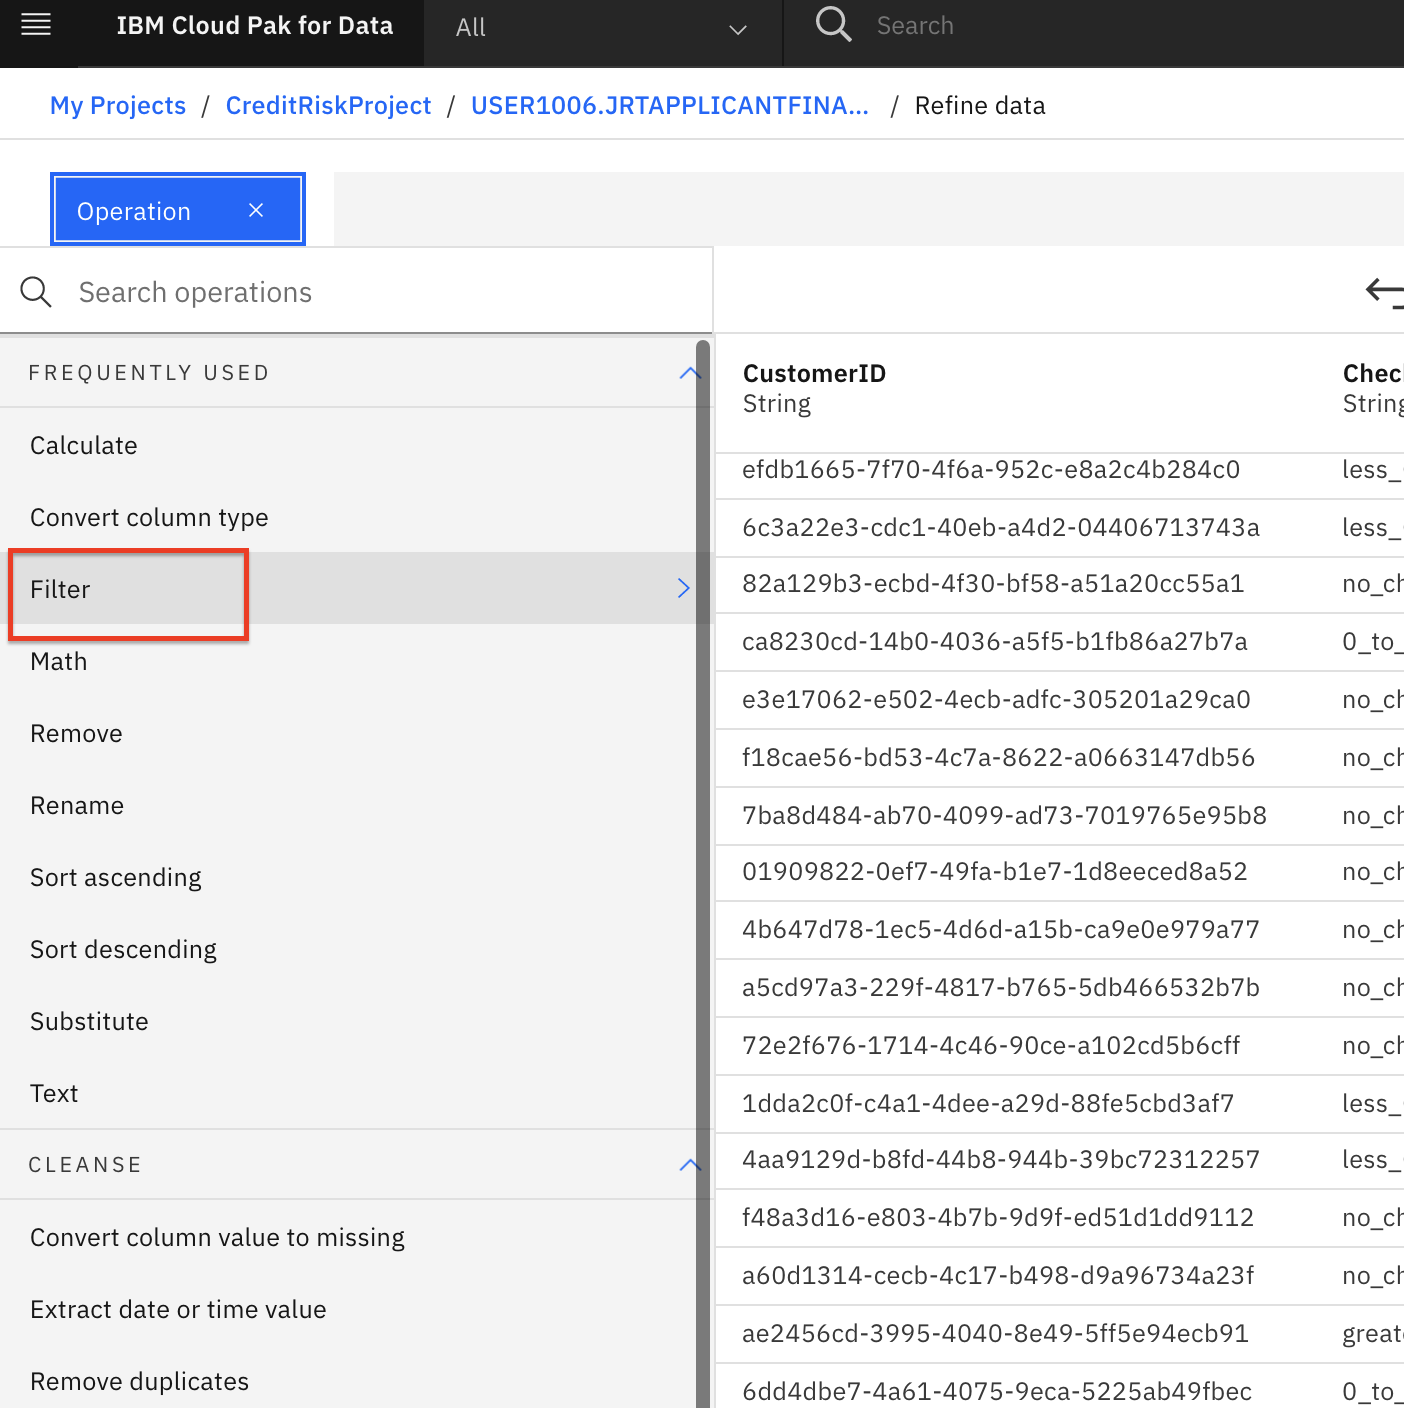 IBM Cloud Pak for Data
All
Search
My Projects / CreditRiskProject / USER1006.JRTAPPLICANTFINA... / Refine data
Operation
Search operations
FREQUENTLY USED
Calculate
Convert column type
Filter
Math
Remove
Rename
Sort ascending
Sort descending
Substitute
Text
CLEANSE
Convert column value to missing
Extract date or time value
Remove duplicates
CustomerID Chec
String String
efdb1665-7f70-4f6a-952c-e8a2c4b284c0 less_
6c3a22e3-cdc1-40eb-a4d2-04406713743a less_
82a129b3-ecbd-4f30-bf58-a51a20cc55a1 no_ch
ca8230cd-14b0-4036-a5f5-b1fb86a27b7a 0_to_
e3e17062-e502-4ecb-adfc-305201a29ca0 no_ch
f18cae56-bd53-4c7a-8622-a0663147db56 no_ch
7ba8d484-ab70-4099-ad73-7019765e95b8 no_ch
01909822-0ef7-49fa-b1e7-1d8eeced8a52 no_ch
4b647d78-1ec5-4d6d-a15b-ca9e0e979a77 no_ch
a5cd97a3-229f-4817-b765-5db466532b7b no_ch
72e2f676-1714-4c46-90ce-a102cd5b6cff no_ch
1dda2c0f-c4a1-4dee-a29d-88fe5cbd3af7 less_
4aa9129d-b8fd-44b8-944b-39bc72312257 less_
f48a3d16-e803-4b7b-9d9f-ed51d1dd9112 no_ch
a60d1314-cecb-4c17-b498-d9a96734a23f no_ch
ae2456cd-3995-4040-8e49-5ff5e94ecb91 greate
6dd4dbe7-4a61-4075-9eca-5225ab49fbec 0_to_